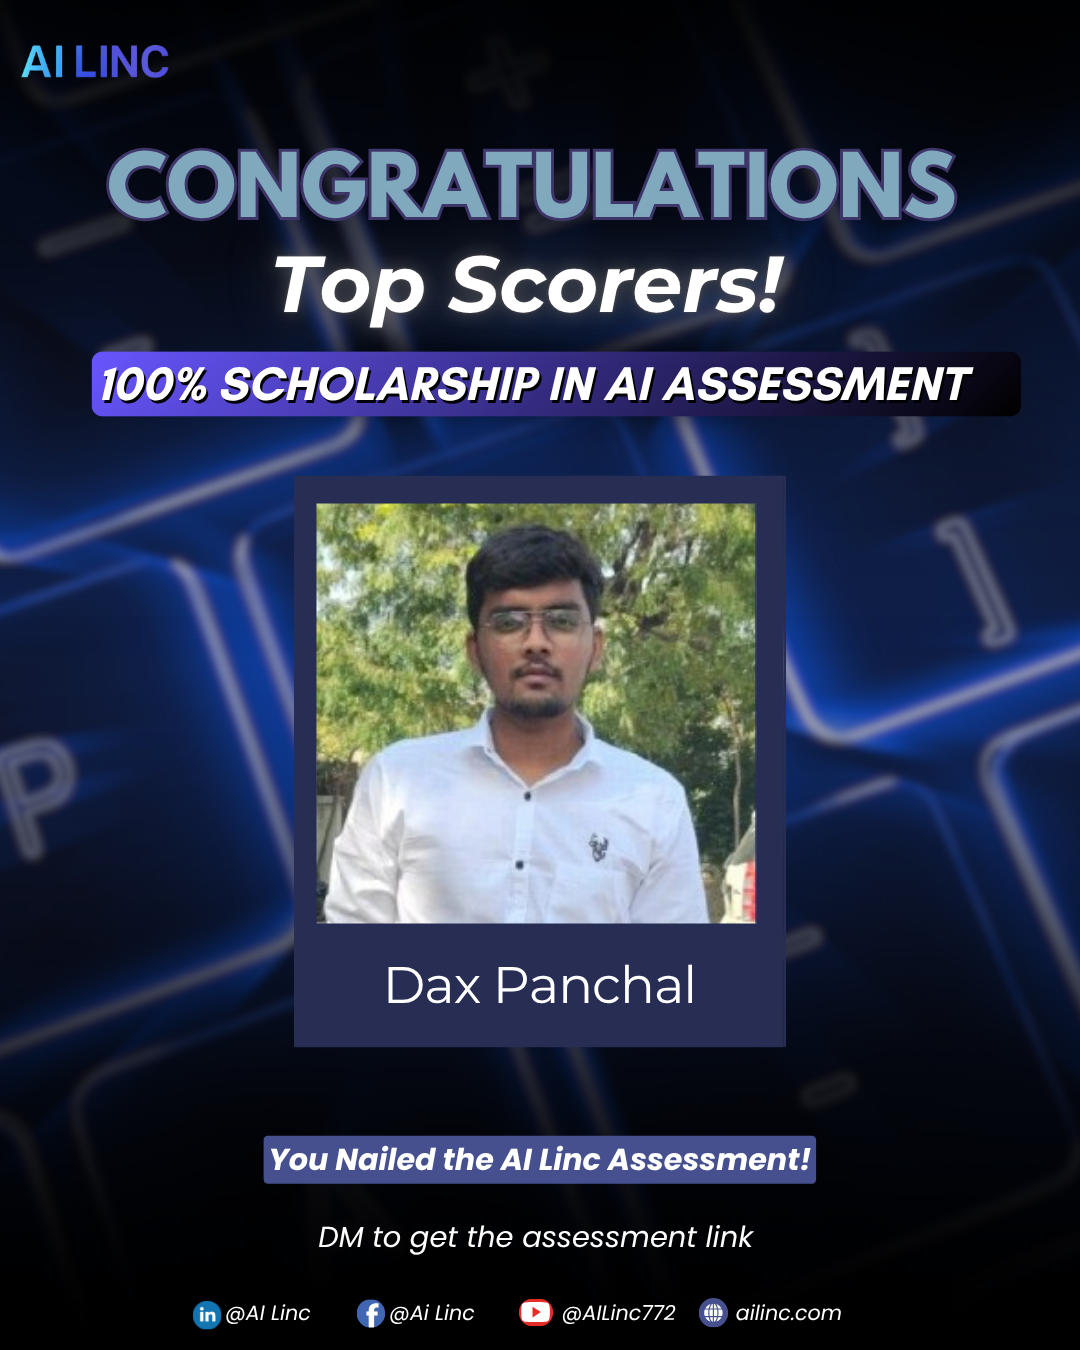 AI LINC
CONGRATULATIONS
Top Scorers!
100% SCHOLARSHIP IN AI ASSESSMENT
Dax Panchal
You Nailed the AI Linc Assessment!
DM to get the assessment link
in @AI Linc f @Ai Linc @AILinc772 ailinc.com
P
]